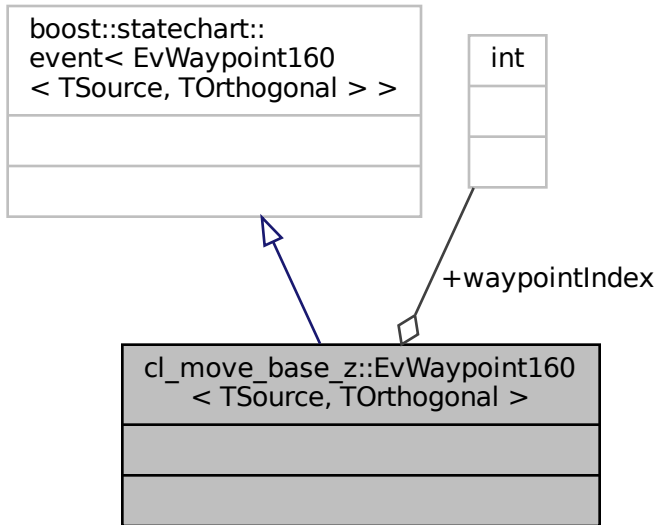 boost::statechart::
event< EvWaypoint160
< TSource, TOrthogonal > >
int
+waypointIndex
cl_move_base_z::EvWaypoint160
< TSource, TOrthogonal >